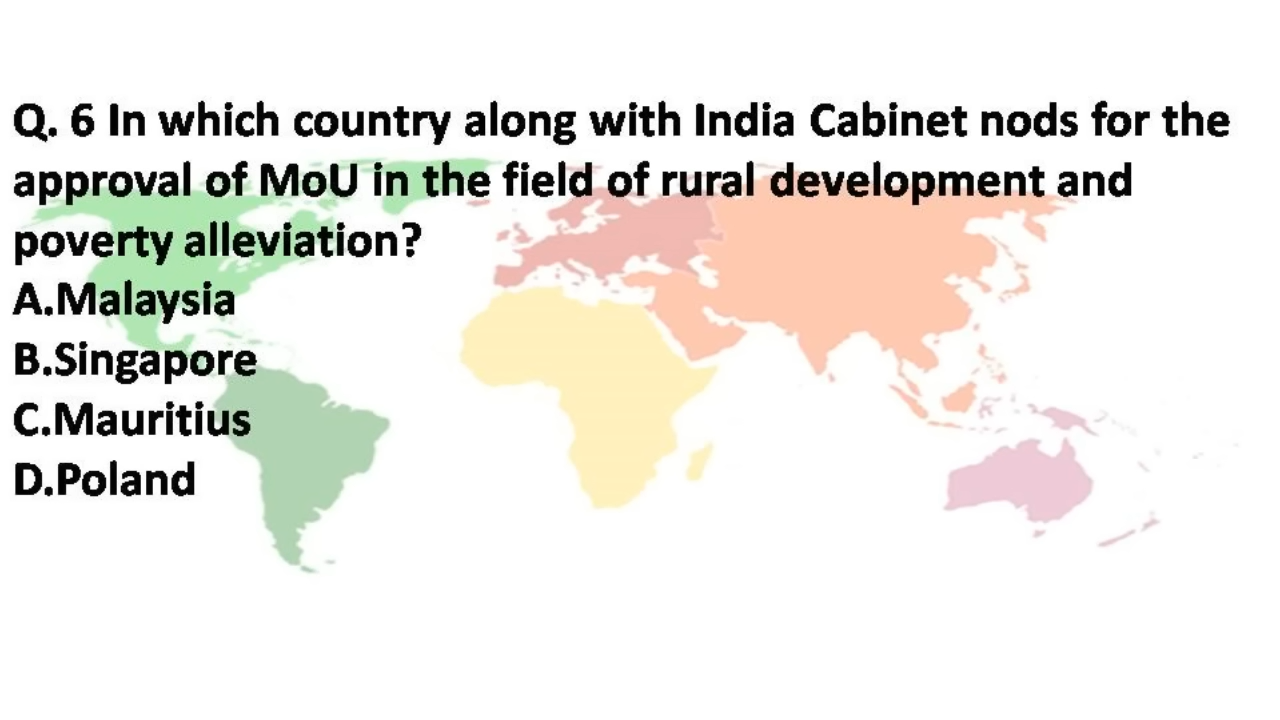 Q. 6 In which country along with India Cabinet nods for the
approval of MoU in the field of rural development and
poverty alleviation?
A.Malaysia
B.Singapore
C.Mauritius
D.Poland